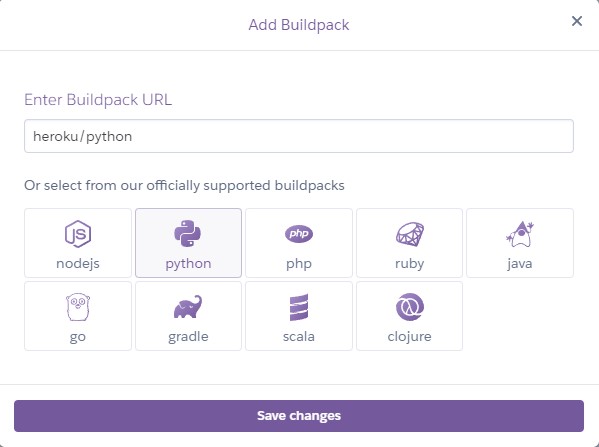 Add Buildpack
Enter Buildpack URL
heroku/python
Or select from our officially supported buildpacks
JS
php
nodejs python php ruby java
go gradle scala clojure
Save changes